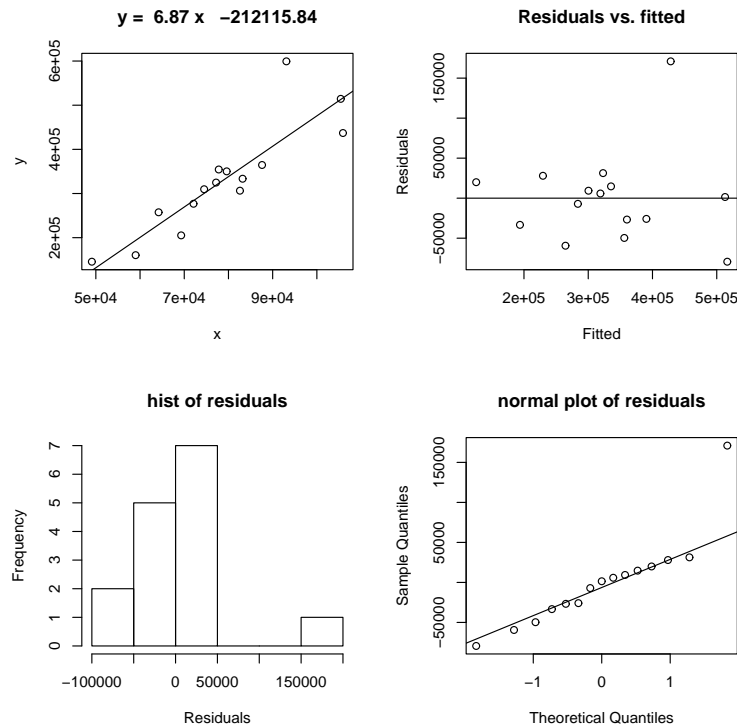 y = 6.87 x −212115.84
y
6e+05
4e+05
2e+05
5e+04 7e+04 9e+04
x
Residuals vs. fitted
Residuals
150000
50000
−50000
2e+05 3e+05 4e+05 5e+05
Fitted
hist of residuals
Frequency
7
6
5
4
3
2
1
0
−100000 0 50000 150000
Residuals
normal plot of residuals
Sample Quantiles
150000
50000
−50000
−1 0 1
Theoretical Quantiles